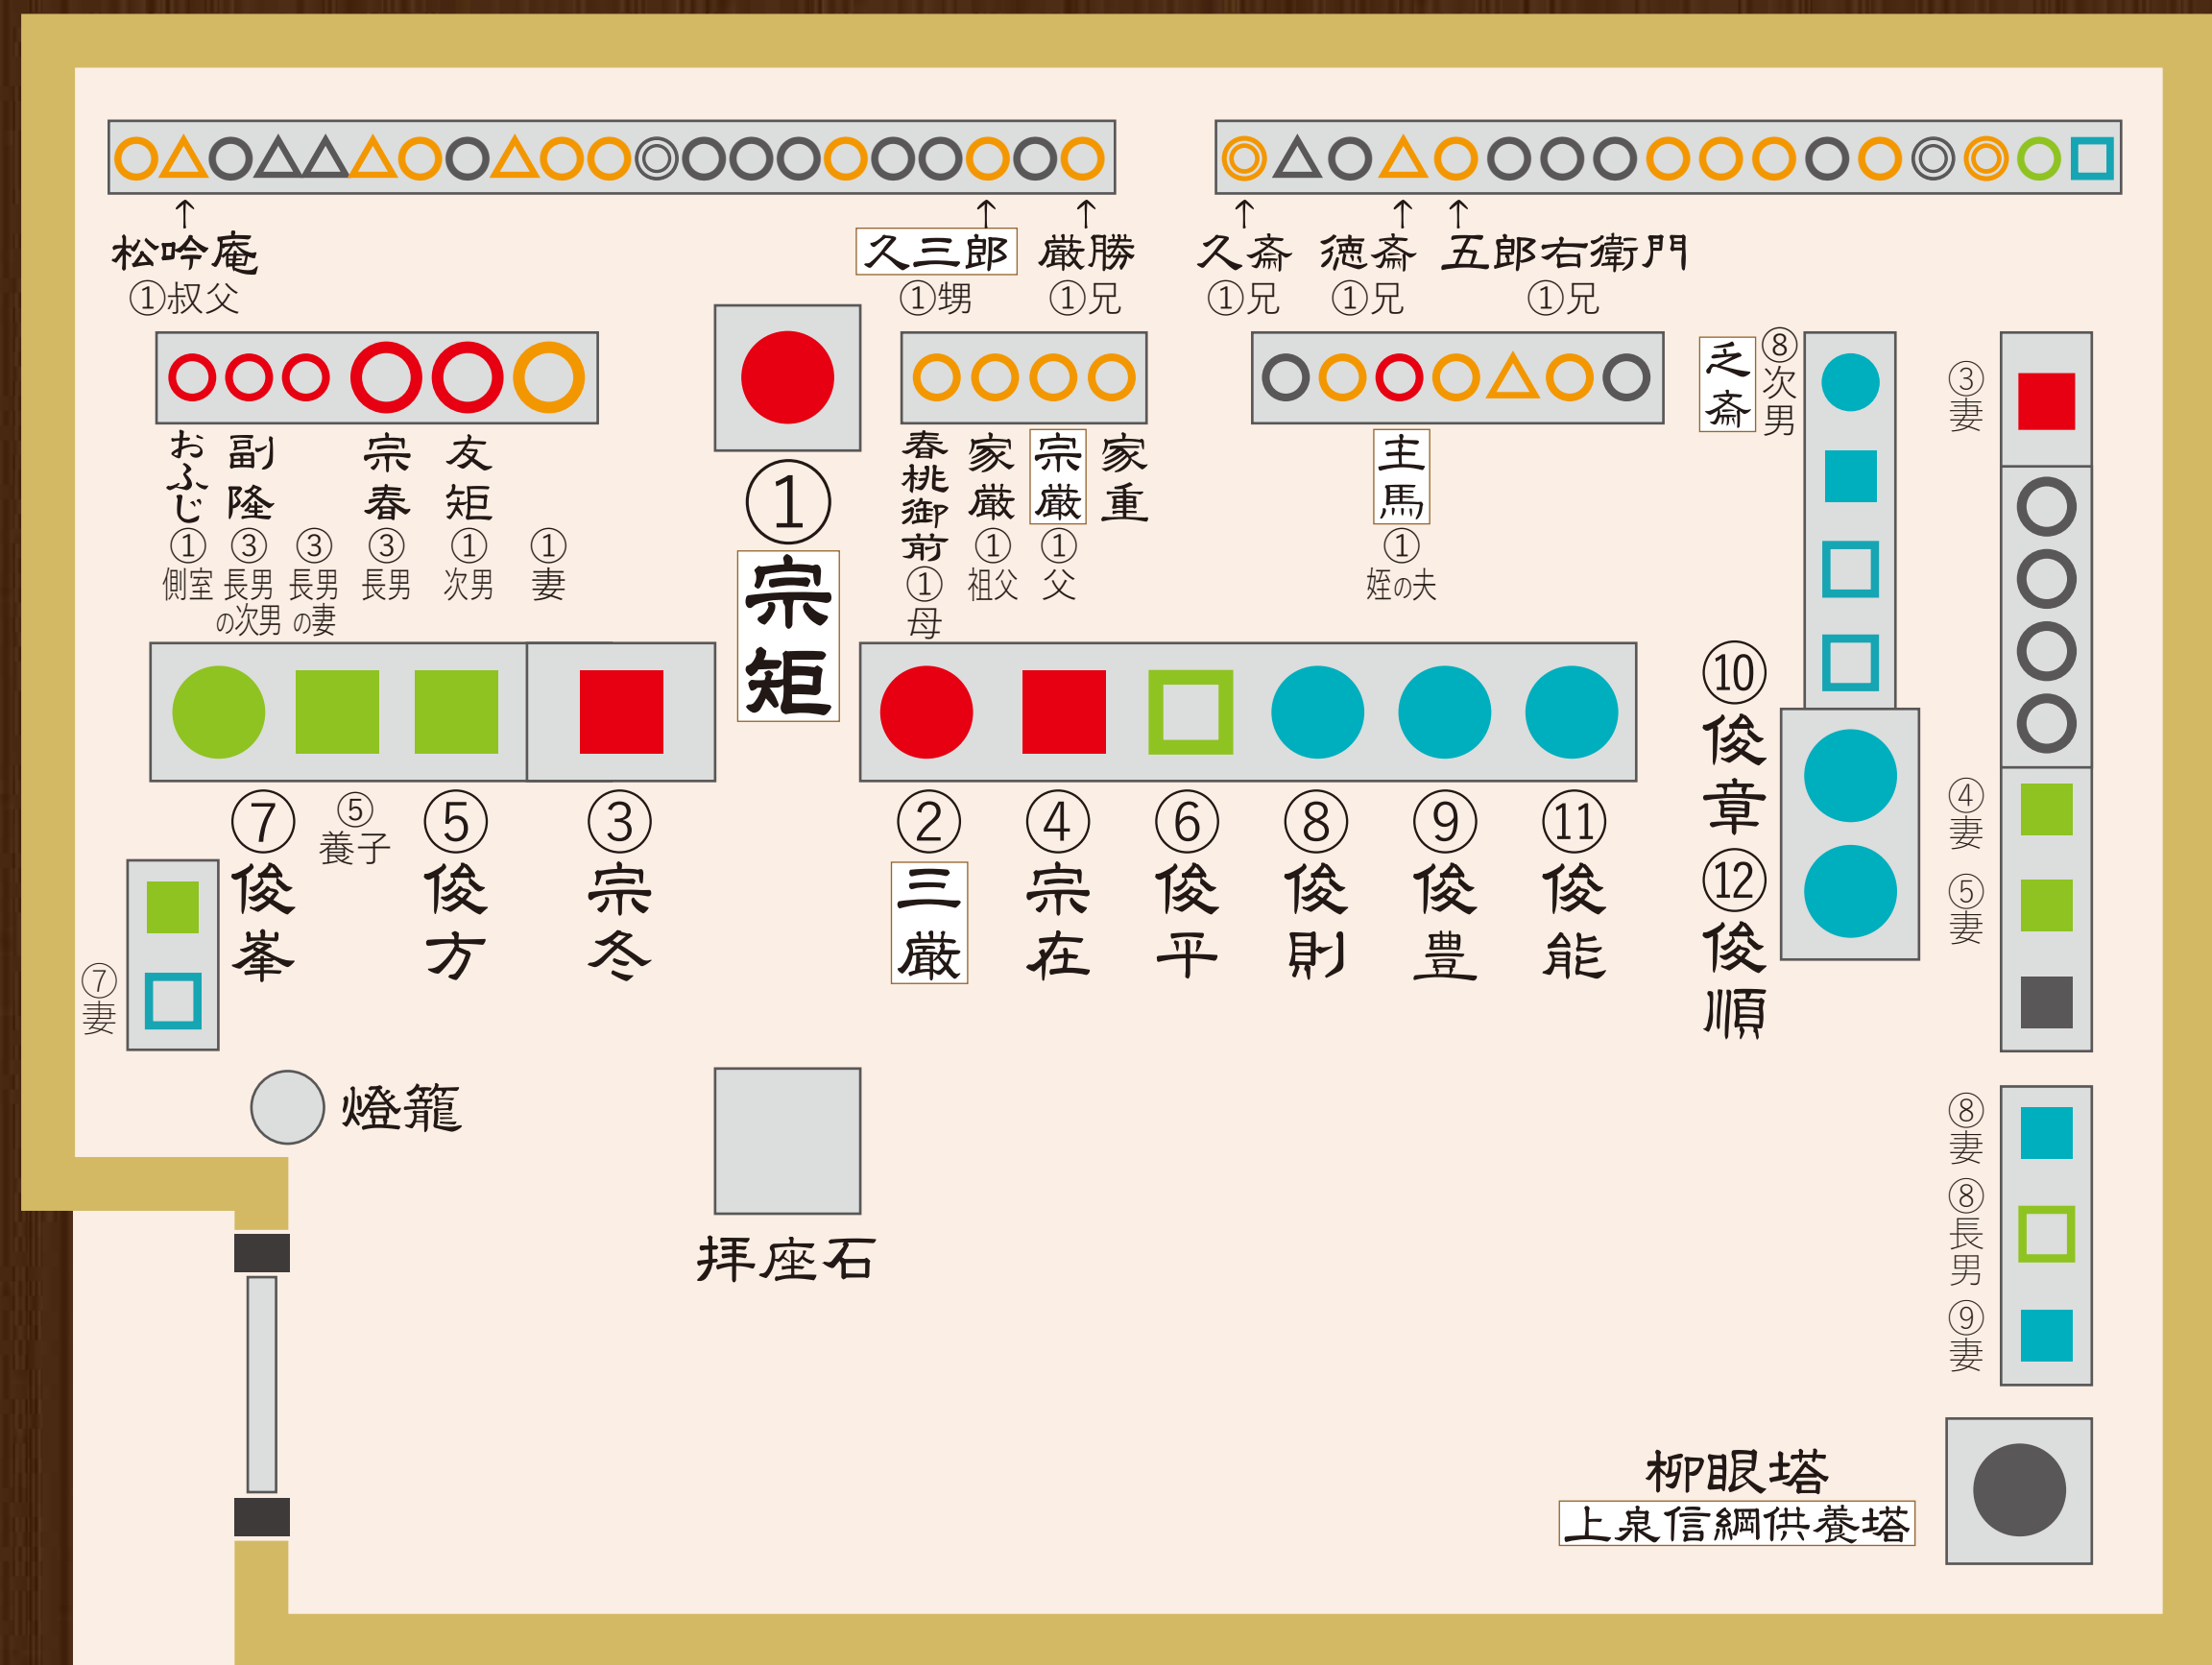 松吟庵
①叔父
久三郎
①甥
厳勝
①兄
久斎
①兄
徳斎
①兄
五郎右衛門
①兄
おふじ
①側室
副隆
③長男の次男
③長男の妻
宗春
③長男
友矩
①次男
①妻
①
宗矩
春桃御前
①母
家厳
①祖父
宗厳
①父
家重
主馬
①姪の夫
乏斎
⑧次男
③妻
⑦
俊峯
⑤養子
⑤
俊方
③
宗冬
②
三厳
④
宗在
⑥
俊平
⑧
俊則
⑨
俊豊
⑪
俊能
⑩俊章
⑫俊順
④妻
⑤妻
⑦妻
燈籠
拝座石
⑧妻
⑧長男
⑨妻
柳眼塔
上泉信綱供養塔